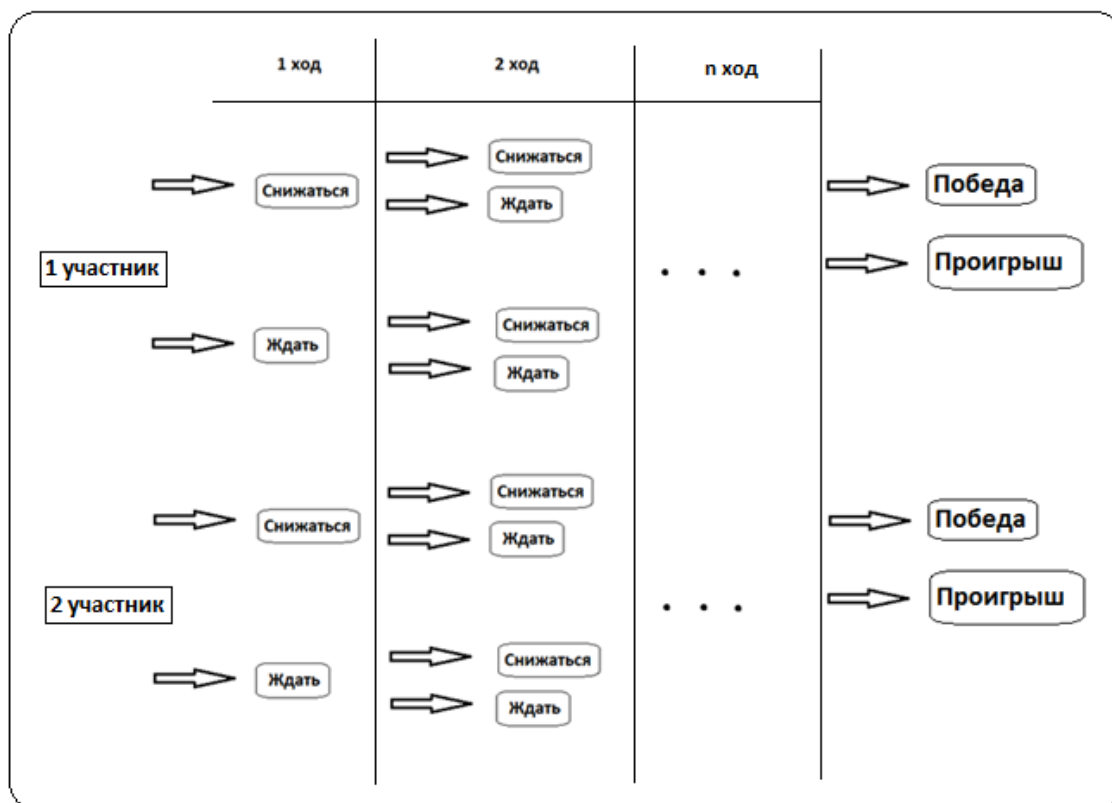 1 ход
2 ход
n ход
Снижаться
Снижаться
Ждать
Победа
1 участник
. . .
Проигрыш
Ждать
Снижаться
Ждать
Снижаться
Снижаться
Ждать
Победа
2 участник
. . .
Проигрыш
Ждать
Снижаться
Ждать